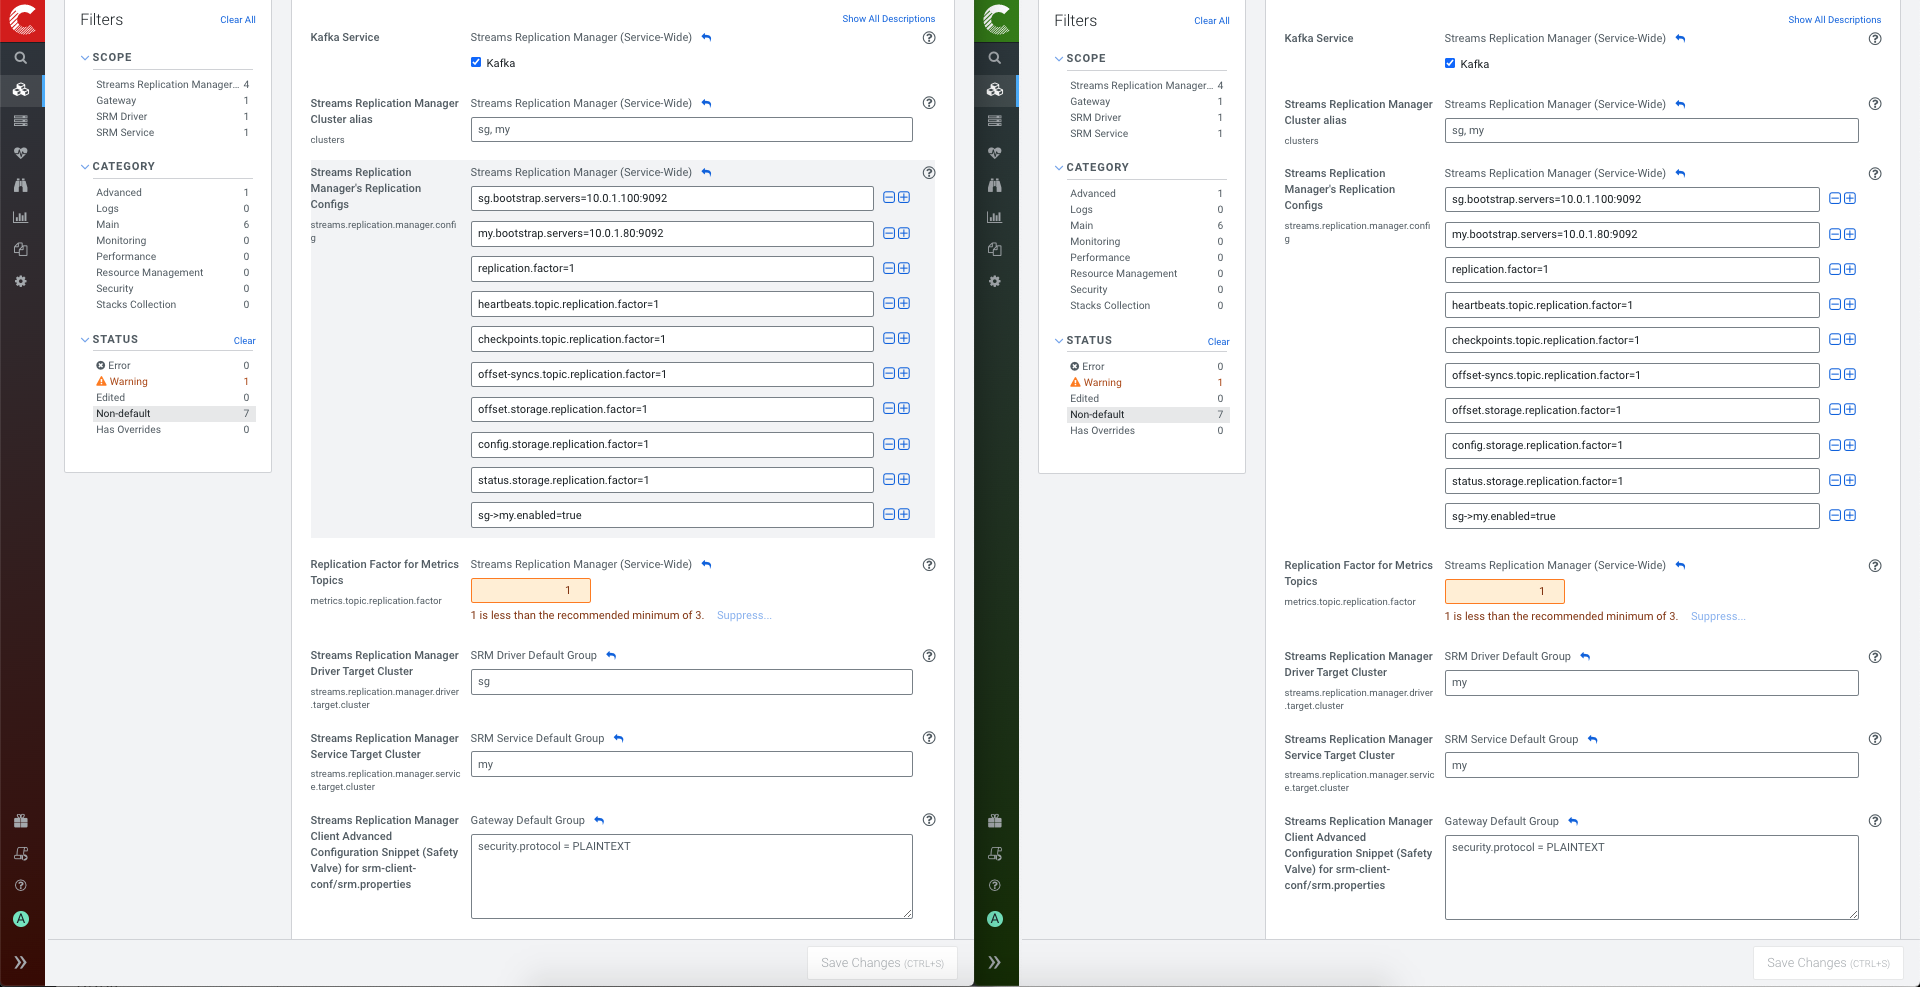 Filters
Clear All
SCOPE
Streams Replication Manager... 4
Gateway 1
SRM Driver 1
SRM Service 1
CATEGORY
Advanced 1
Logs 0
Main 6
Monitoring 0
Performance 0
Resource Management 0
Security 0
Stacks Collection 0
STATUS Clear
Error 0
Warning 1
Edited 0
Non-default 7
Has Overrides 0
Show All Descriptions
Kafka Service
Streams Replication Manager (Service-Wide)
Kafka
Streams Replication Manager
Cluster alias
clusters
Streams Replication Manager (Service-Wide)
sg, my
Streams Replication
Manager's Replication
Configs
streams.replication.manager.confi
g
Streams Replication Manager (Service-Wide)
sg.bootstrap.servers=10.0.1.100:9092
my.bootstrap.servers=10.0.1.80:9092
replication.factor=1
heartbeats.topic.replication.factor=1
checkpoints.topic.replication.factor=1
offset-syncs.topic.replication.factor=1
offset.storage.replication.factor=1
config.storage.replication.factor=1
status.storage.replication.factor=1
sg->my.enabled=true
Replication Factor for Metrics
Topics
metrics.topic.replication.factor
Streams Replication Manager (Service-Wide)
1
1 is less than the recommended minimum of 3. Suppress...
Streams Replication Manager
Driver Target Cluster
streams.replication.manager.driver
.target.cluster
SRM Driver Default Group
sg
Streams Replication Manager
Service Target Cluster
streams.replication.manager.servic
e.target.cluster
SRM Service Default Group
my
Streams Replication Manager
Client Advanced
Configuration Snippet (Safety
Valve) for srm-client-
conf/srm.properties
Gateway Default Group
security.protocol = PLAINTEXT
A
Save Changes (CTRL+S)
Filters
Clear All
SCOPE
Streams Replication Manager... 4
Gateway 1
SRM Driver 1
SRM Service 1
CATEGORY
Advanced 1
Logs 0
Main 6
Monitoring 0
Performance 0
Resource Management 0
Security 0
Stacks Collection 0
STATUS Clear
Error 0
Warning 1
Edited 0
Non-default 7
Has Overrides 0
Show All Descriptions
Kafka Service
Streams Replication Manager (Service-Wide)
Kafka
Streams Replication Manager
Cluster alias
clusters
Streams Replication Manager (Service-Wide)
sg, my
Streams Replication
Manager's Replication
Configs
streams.replication.manager.confi
g
Streams Replication Manager (Service-Wide)
sg.bootstrap.servers=10.0.1.100:9092
my.bootstrap.servers=10.0.1.80:9092
replication.factor=1
heartbeats.topic.replication.factor=1
checkpoints.topic.replication.factor=1
offset-syncs.topic.replication.factor=1
offset.storage.replication.factor=1
config.storage.replication.factor=1
status.storage.replication.factor=1
sg->my.enabled=true
Replication Factor for Metrics
Topics
metrics.topic.replication.factor
Streams Replication Manager (Service-Wide)
1
1 is less than the recommended minimum of 3. Suppress...
Streams Replication Manager
Driver Target Cluster
streams.replication.manager.driver
.target.cluster
SRM Driver Default Group
my
Streams Replication Manager
Service Target Cluster
streams.replication.manager.servic
e.target.cluster
SRM Service Default Group
my
Streams Replication Manager
Client Advanced
Configuration Snippet (Safety
Valve) for srm-client-
conf/srm.properties
Gateway Default Group
security.protocol = PLAINTEXT
A
Save Changes (CTRL+S)